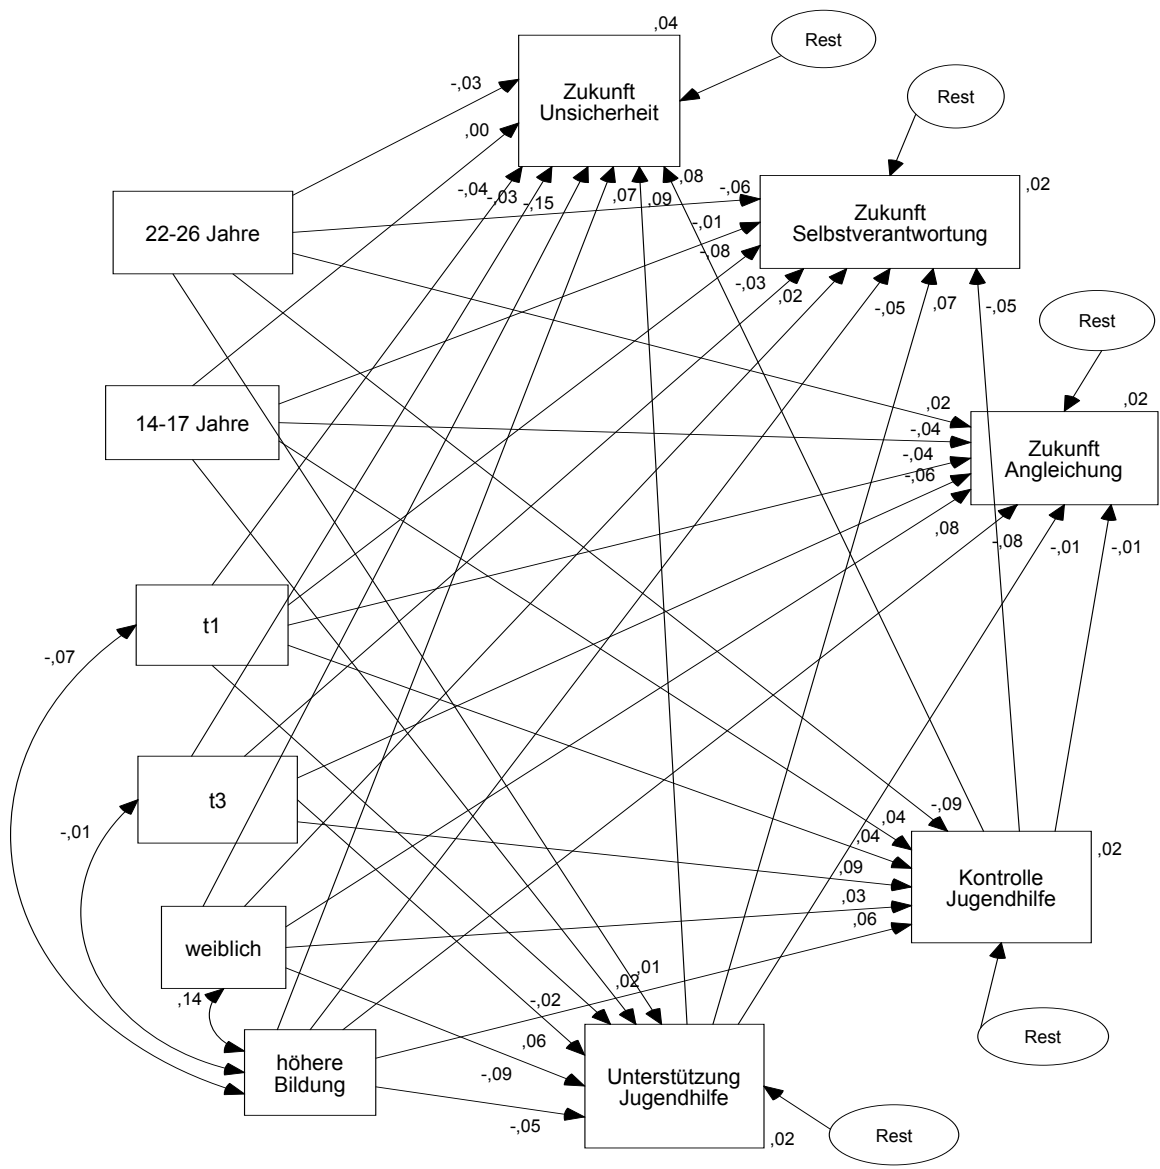 ,04
Rest
Zukunft
Unsicherheit
-,03
,00
Rest
-,04
-,03
-,15
,07
,09
,08
-,06
,02
Zukunft
Selbstverantwortung
-,01
-,08
-,03
,02
-,05
,07
-,05
22-26 Jahre
Rest
,02
,02
Zukunft
Angleichung
-,04
-,04
-,06
,08
-,08
-,01
-,01
14-17 Jahre
t1
-,07
t3
-,01
-,09
,04
,04
,09
,03
,06
Kontrolle
Jugendhilfe
,02
weiblich
,14
,01
,02
-,02
,06
-,09
-,05
Rest
höhere
Bildung
Unterstützung
Jugendhilfe
,02
Rest